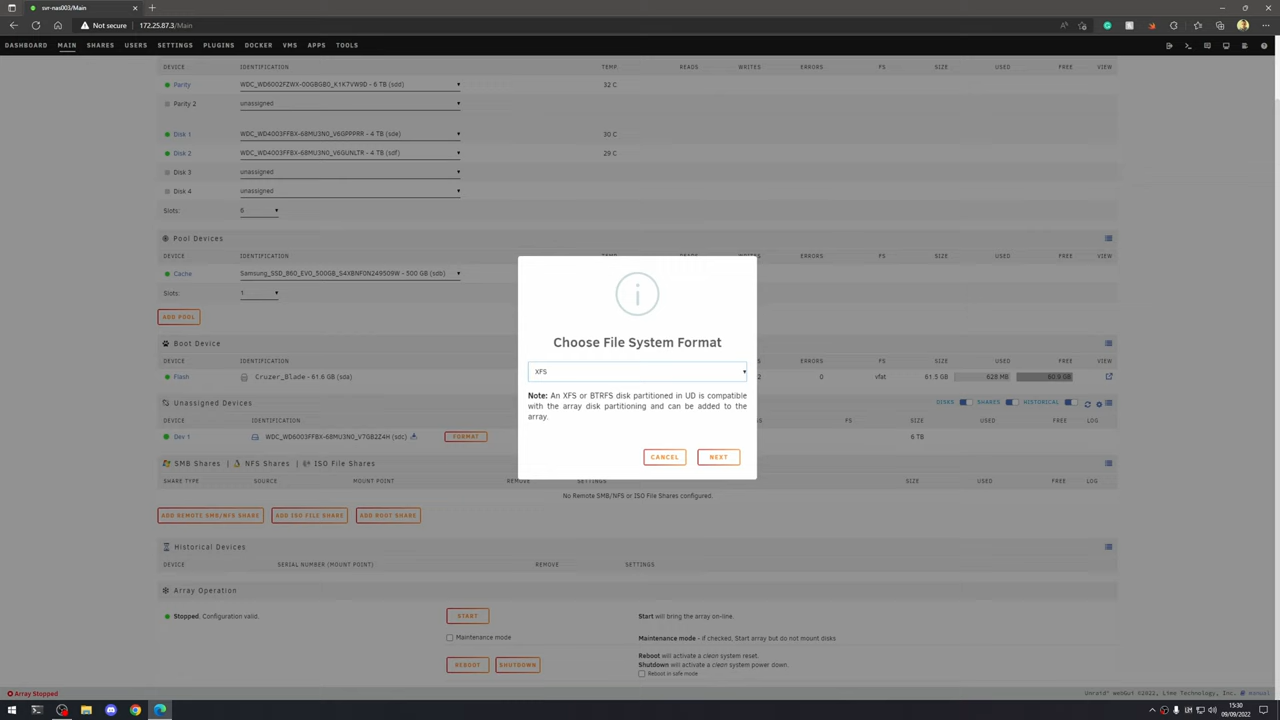 svr-nas003/Main
Not secure 172.25.87.3/Main
DASHBOARD MAIN SHARES USERS SETTINGS PLUGINS DOCKER VMS APPS TOOLS
DEVICE IDENTIFICATION TEMP. READS WRITES ERRORS FS SIZE USED FREE VIEW
Parity WDC_WD6002FZWX-00GBGB0_K1K7VW9D - 6 TB (sdd) 32 C
Parity 2 unassigned
Disk 1 WDC_WD4003FFBX-68MU3N0_V6GPPPRR - 4 TB (sde) 30 C
Disk 2 WDC_WD4003FFBX-68MU3N0_V6GUNLTR - 4 TB (sdf) 29 C
Disk 3 unassigned
Disk 4 unassigned
Slots: 6
Pool Devices
DEVICE IDENTIFICATION TEMP. READS WRITES ERRORS FS SIZE USED FREE VIEW
Cache Samsung_SSD_860_EVO_500GB_S4XBNF0N249509W - 500 GB (sdb)
Slots: 1
ADD POOL
Boot Device
DEVICE IDENTIFICATION ERRORS FS SIZE USED FREE VIEW
Flash Cruzer_Blade - 61.6 GB (sda) 0 vfat 61.5 GB 628 MB 60.9 GB
Unassigned Devices DISKS SHARES HISTORICAL
DEVICE IDENTIFICATION SIZE USED FREE LOG
Dev 1 WDC_WD6003FFBX-68MU3N0_V7GB2Z4H (sdc) FORMAT 6 TB
SMB Shares | NFS Shares | ISO File Shares
SHARE TYPE SOURCE MOUNT POINT REMOVE SETTINGS SIZE USED FREE LOG
No Remote SMB/NFS or ISO File Shares configured.
ADD REMOTE SMB/NFS SHARE ADD ISO FILE SHARE ADD ROOT SHARE
Historical Devices
DEVICE SERIAL NUMBER (MOUNT POINT) REMOVE SETTINGS
Array Operation
Stopped. Configuration valid. START Start will bring the array on-line.
Maintenance mode Maintenance mode - if checked, Start array but do not mount disks
REBOOT SHUTDOWN Reboot will activate a clean system reset.
Shutdown will activate a clean system power down.
Reboot in safe mode
Choose File System Format
XFS
Note: An XFS or BTRFS disk partitioned in UD is compatible
with the array disk partitioning and can be added to the
array.
CANCEL NEXT
Array Stopped Unraid® webGui ©2022, Lime Technology, Inc. manual
15:30
09/09/2022